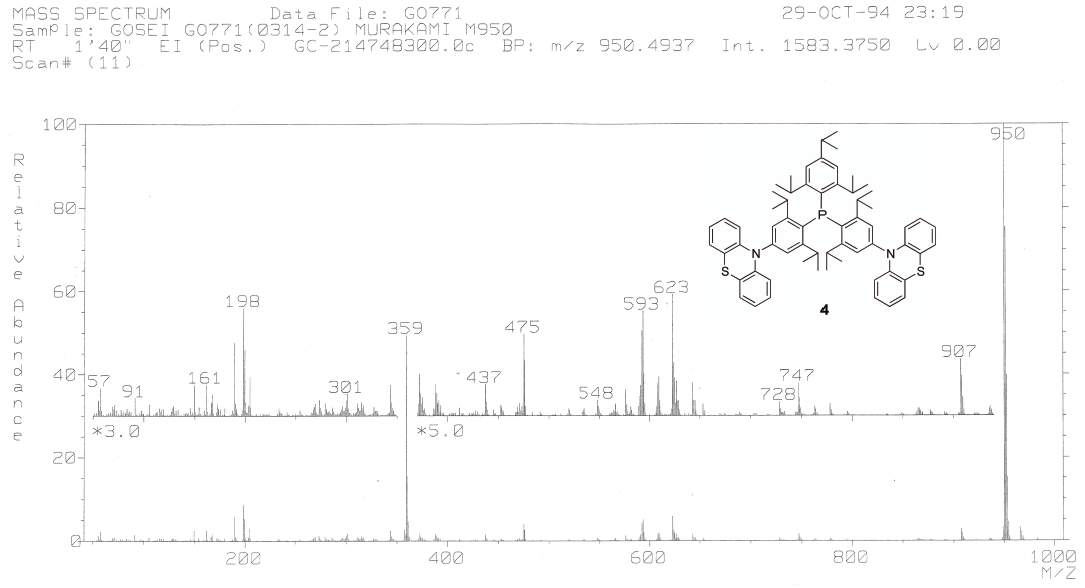 MASS SPECTRUM Data File: GO771 29-OCT-94 23:19
Sample: GOSEI GO771(0314-2) MURAKAMI M950
RT 1'40" EI (Pos.) GC-214748300.0c BP: m/z 950.4937 Int. 1583.3750 Lv 0.00
Scan# (11)
100
950
Relative Abundance
80
P
N
N
S
S
4
60
198
623
593
359
475
907
40
57
91
161
301
437
548
728
747
*3.0
*5.0
20
0
200
400
600
800
1000
M/Z